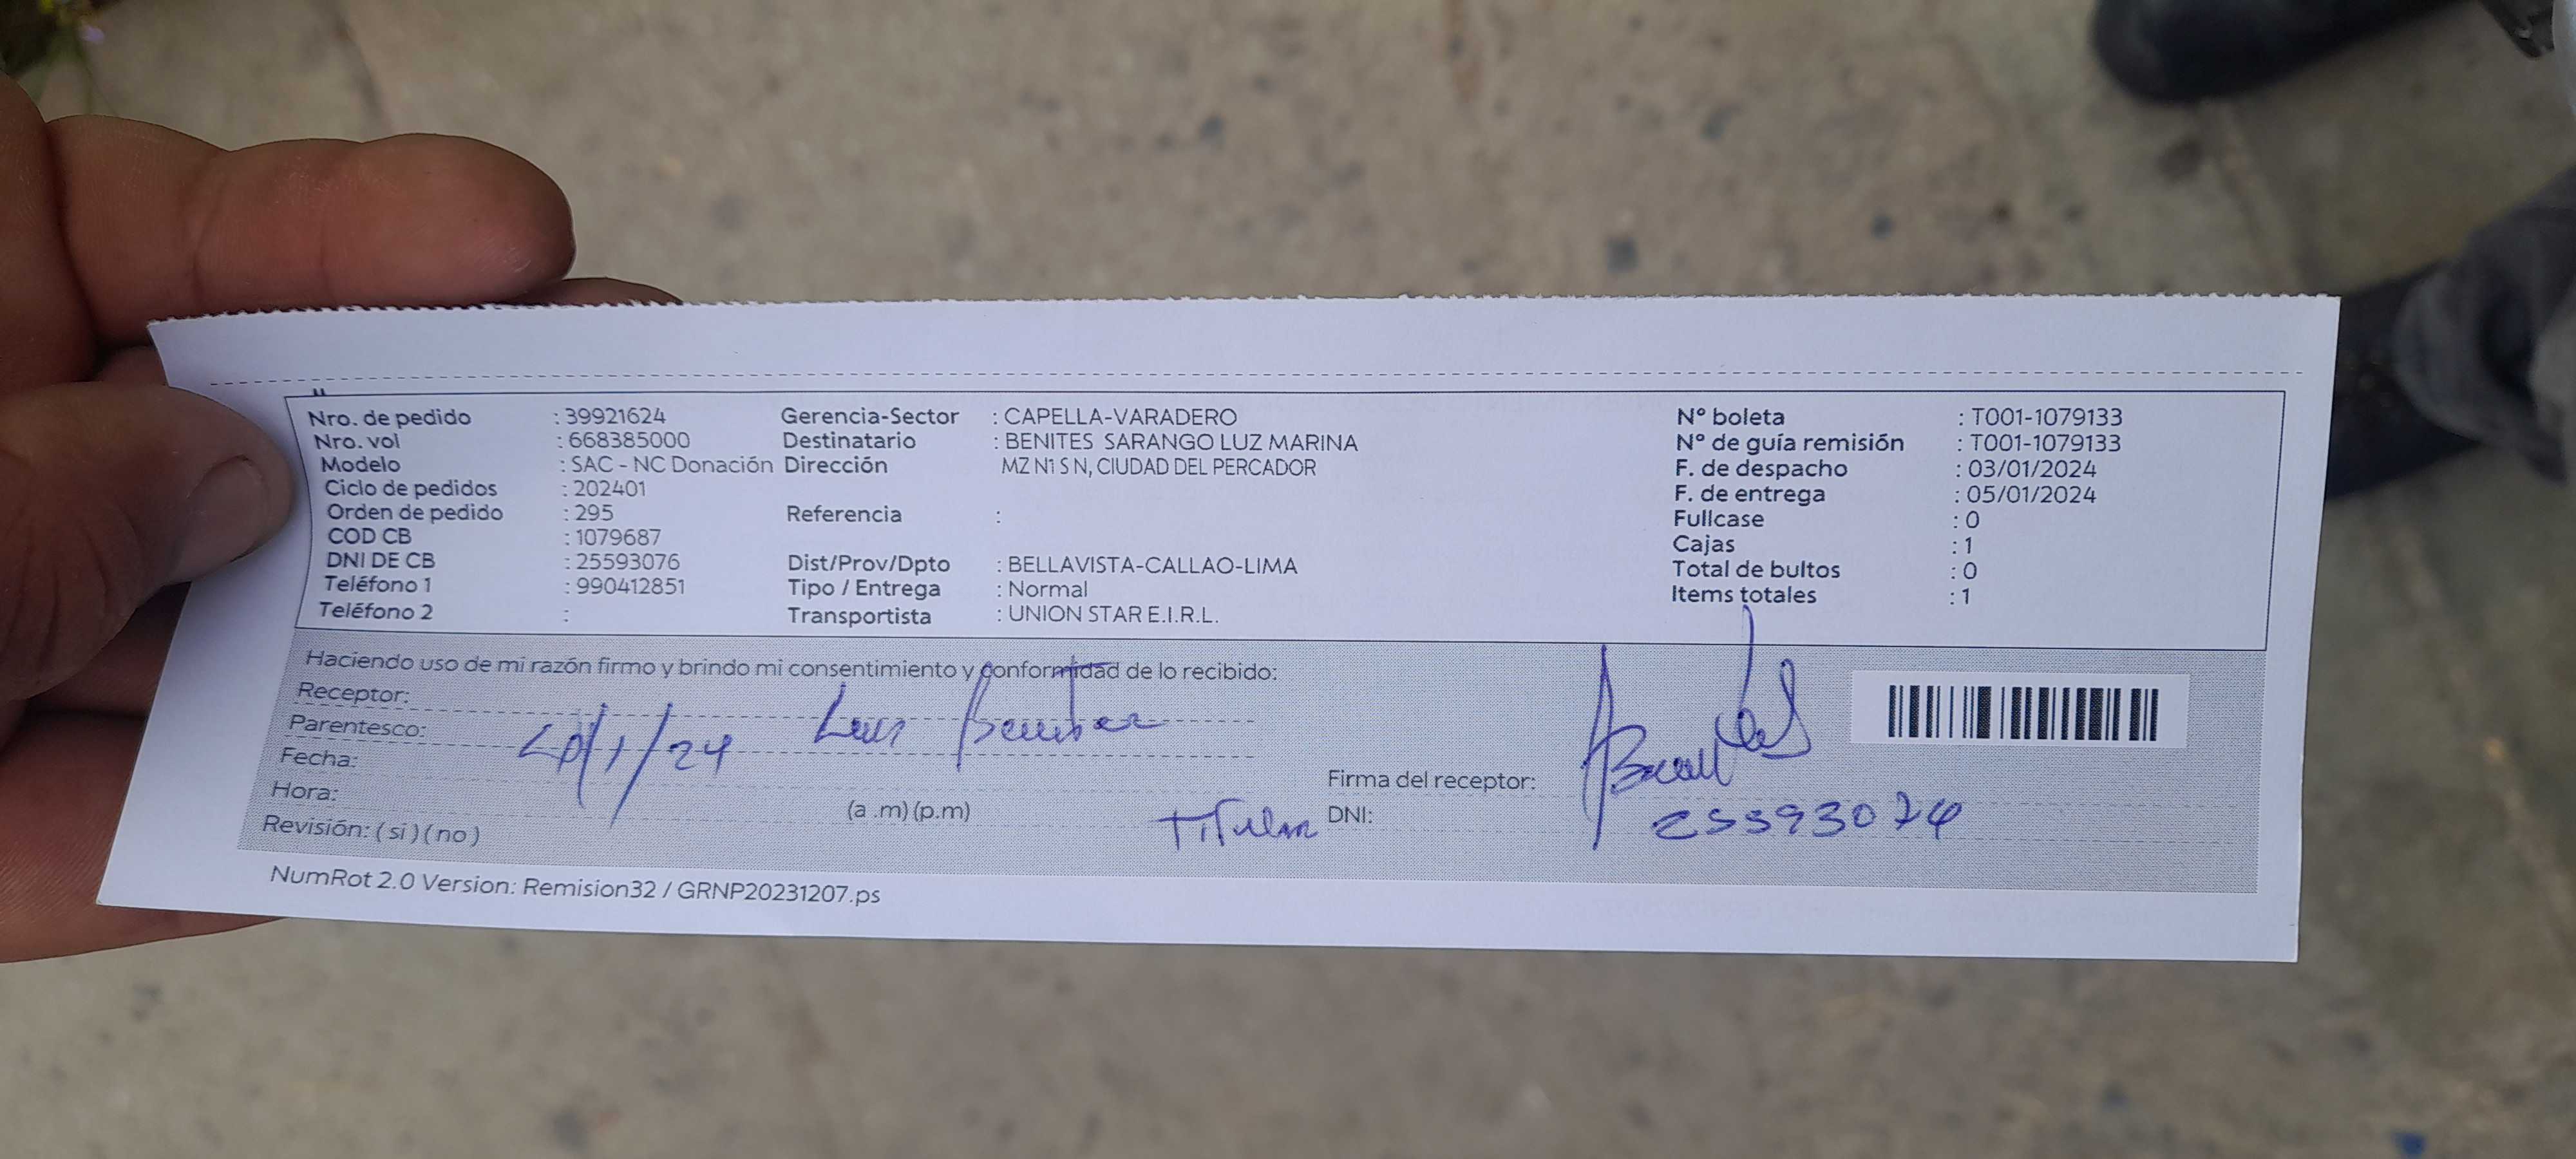 Nro. de pedido : 39921624 Gerencia-Sector : CAPELLA-VARADERO Nº boleta : T001-1079133
Nro. vol : 668385000 Destinatario : BENITES SARANGO LUZ MARINA Nº de guía remisión : T001-1079133
Modelo : SAC - NC Donación Dirección MZ N1 S N, CIUDAD DEL PERCADOR F. de despacho : 03/01/2024
Ciclo de pedidos : 202401 F. de entrega : 05/01/2024
Orden de pedido : 295 Referencia : Fullcase : 0
COD CB : 1079687 Cajas : 1
DNI DE CB : 25593076 Dist/Prov/Dpto : BELLAVISTA-CALLAO-LIMA Total de bultos : 0
Teléfono 1 : 990412851 Tipo / Entrega : Normal Items totales : 1
Teléfono 2 : Transportista : UNION STAR E.I.R.L.
Haciendo uso de mi razón firmo y brindo mi consentimiento y conformidad de lo recibido:
Receptor:
Parentesco:
Fecha: /1/24
Firma del receptor:
Hora: (a .m) (p.m) Titular DNI:
Revisión: ( si ) ( no )
NumRot 2.0 Version: Remision32 / GRNP20231207.ps